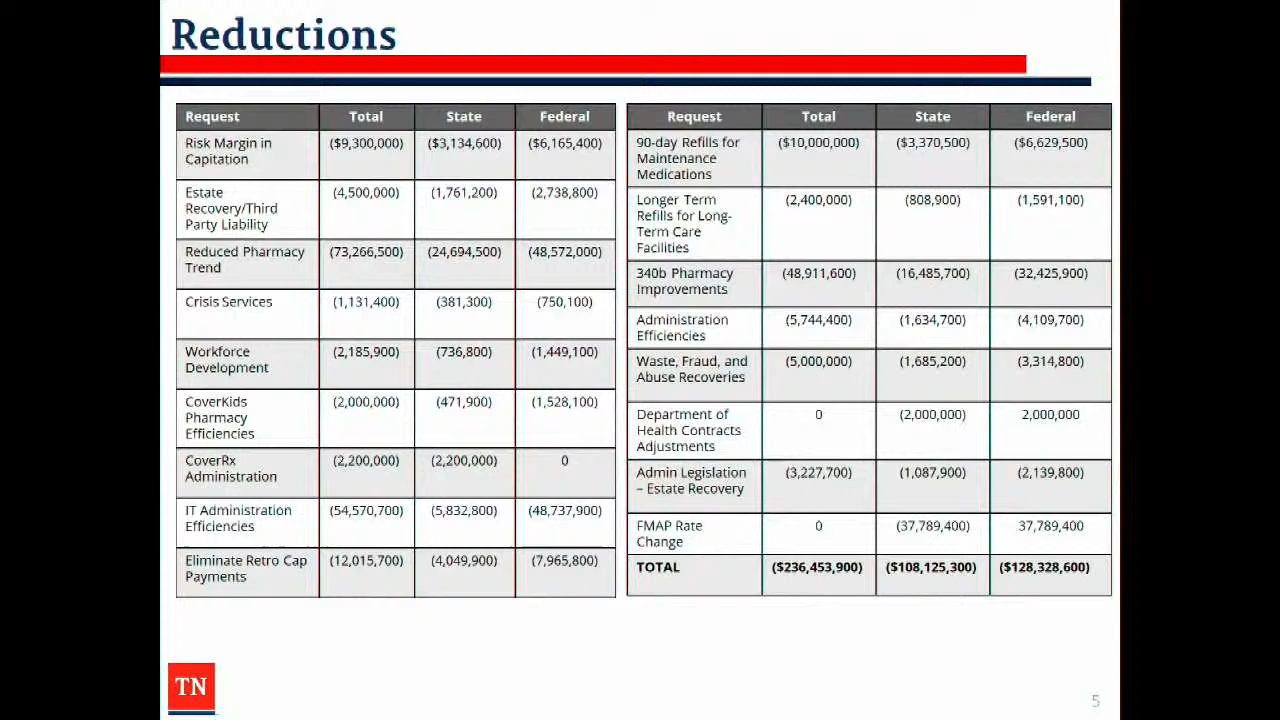 Reductions
Request Total State Federal
Risk Margin in ($9,300,000) ($3,134,600) ($6,165,400)
Capitation
Estate (4,500,000) (1,761,200) (2,738,800)
Recovery/Third
Party Liability
Reduced Pharmacy (73,266,500) (24,694,500) (48,572,000)
Trend
Crisis Services (1,131,400) (381,300) (750,100)
Workforce (2,185,900) (736,800) (1,449,100)
Development
CoverKids (2,000,000) (471,900) (1,528,100)
Pharmacy
Efficiencies
CoverRx (2,200,000) (2,200,000) 0
Administration
IT Administration (54,570,700) (5,832,800) (48,737,900)
Efficiencies
Eliminate Retro Cap (12,015,700) (4,049,900) (7,965,800)
Payments
Request Total State Federal
90-day Refills for ($10,000,000) ($3,370,500) ($6,629,500)
Maintenance
Medications
Longer Term (2,400,000) (808,900) (1,591,100)
Refills for Long-
Term Care
Facilities
340b Pharmacy (48,911,600) (16,485,700) (32,425,900)
Improvements
Administration (5,744,400) (1,634,700) (4,109,700)
Efficiencies
Waste, Fraud, and (5,000,000) (1,685,200) (3,314,800)
Abuse Recoveries
Department of 0 (2,000,000) 2,000,000
Health Contracts
Adjustments
Admin Legislation (3,227,700) (1,087,900) (2,139,800)
– Estate Recovery
FMAP Rate 0 (37,789,400) 37,789,400
Change
TOTAL ($236,453,900) ($108,125,300) ($128,328,600)
TN
5